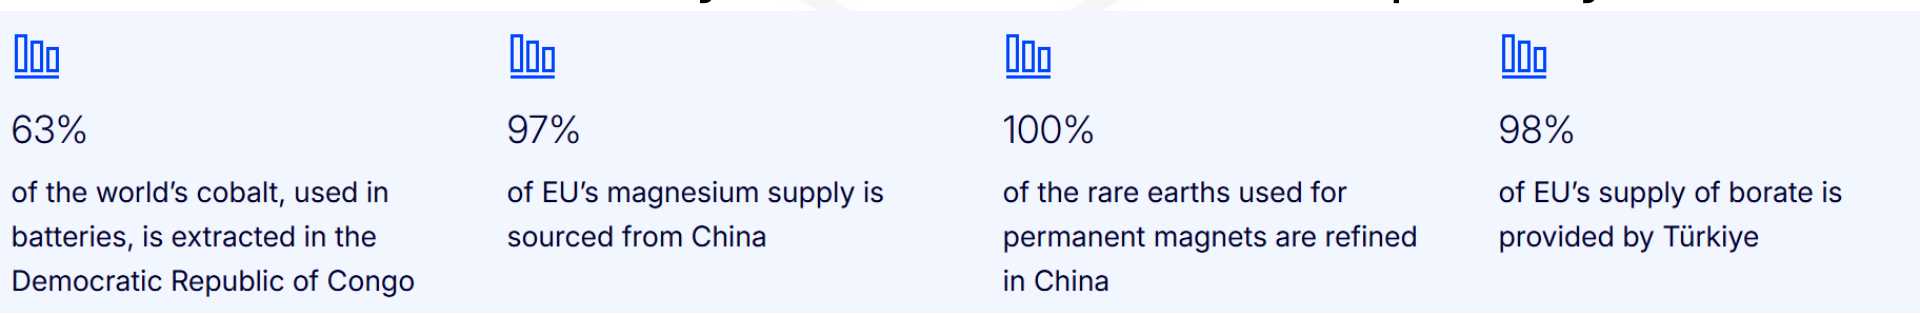 63%
of the world’s cobalt, used in
batteries, is extracted in the
Democratic Republic of Congo
97%
of EU’s magnesium supply is
sourced from China
100%
of the rare earths used for
permanent magnets are refined
in China
98%
of EU’s supply of borate is
provided by Türkiye